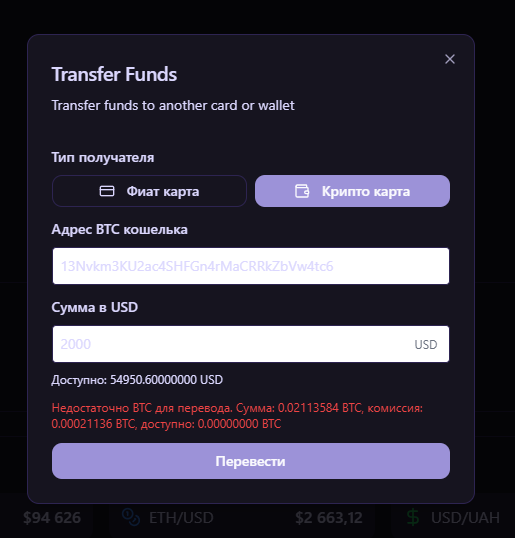 Transfer Funds
Transfer funds to another card or wallet
Тип получателя
Фиат карта
Крипто карта
Адрес BTC кошелька
13Nvkm3KU2ac4SHFGn4rMaCRRkZbVw4tc6
Сумма в USD
2000 USD
Доступно: 54950.60000000 USD
Недостаточно BTC для перевода. Сумма: 0.02113584 BTC, комиссия:
0.00021136 BTC, доступно: 0.00000000 BTC
Перевести
$94 626 ETH/USD $2 663,12 USD/UAH